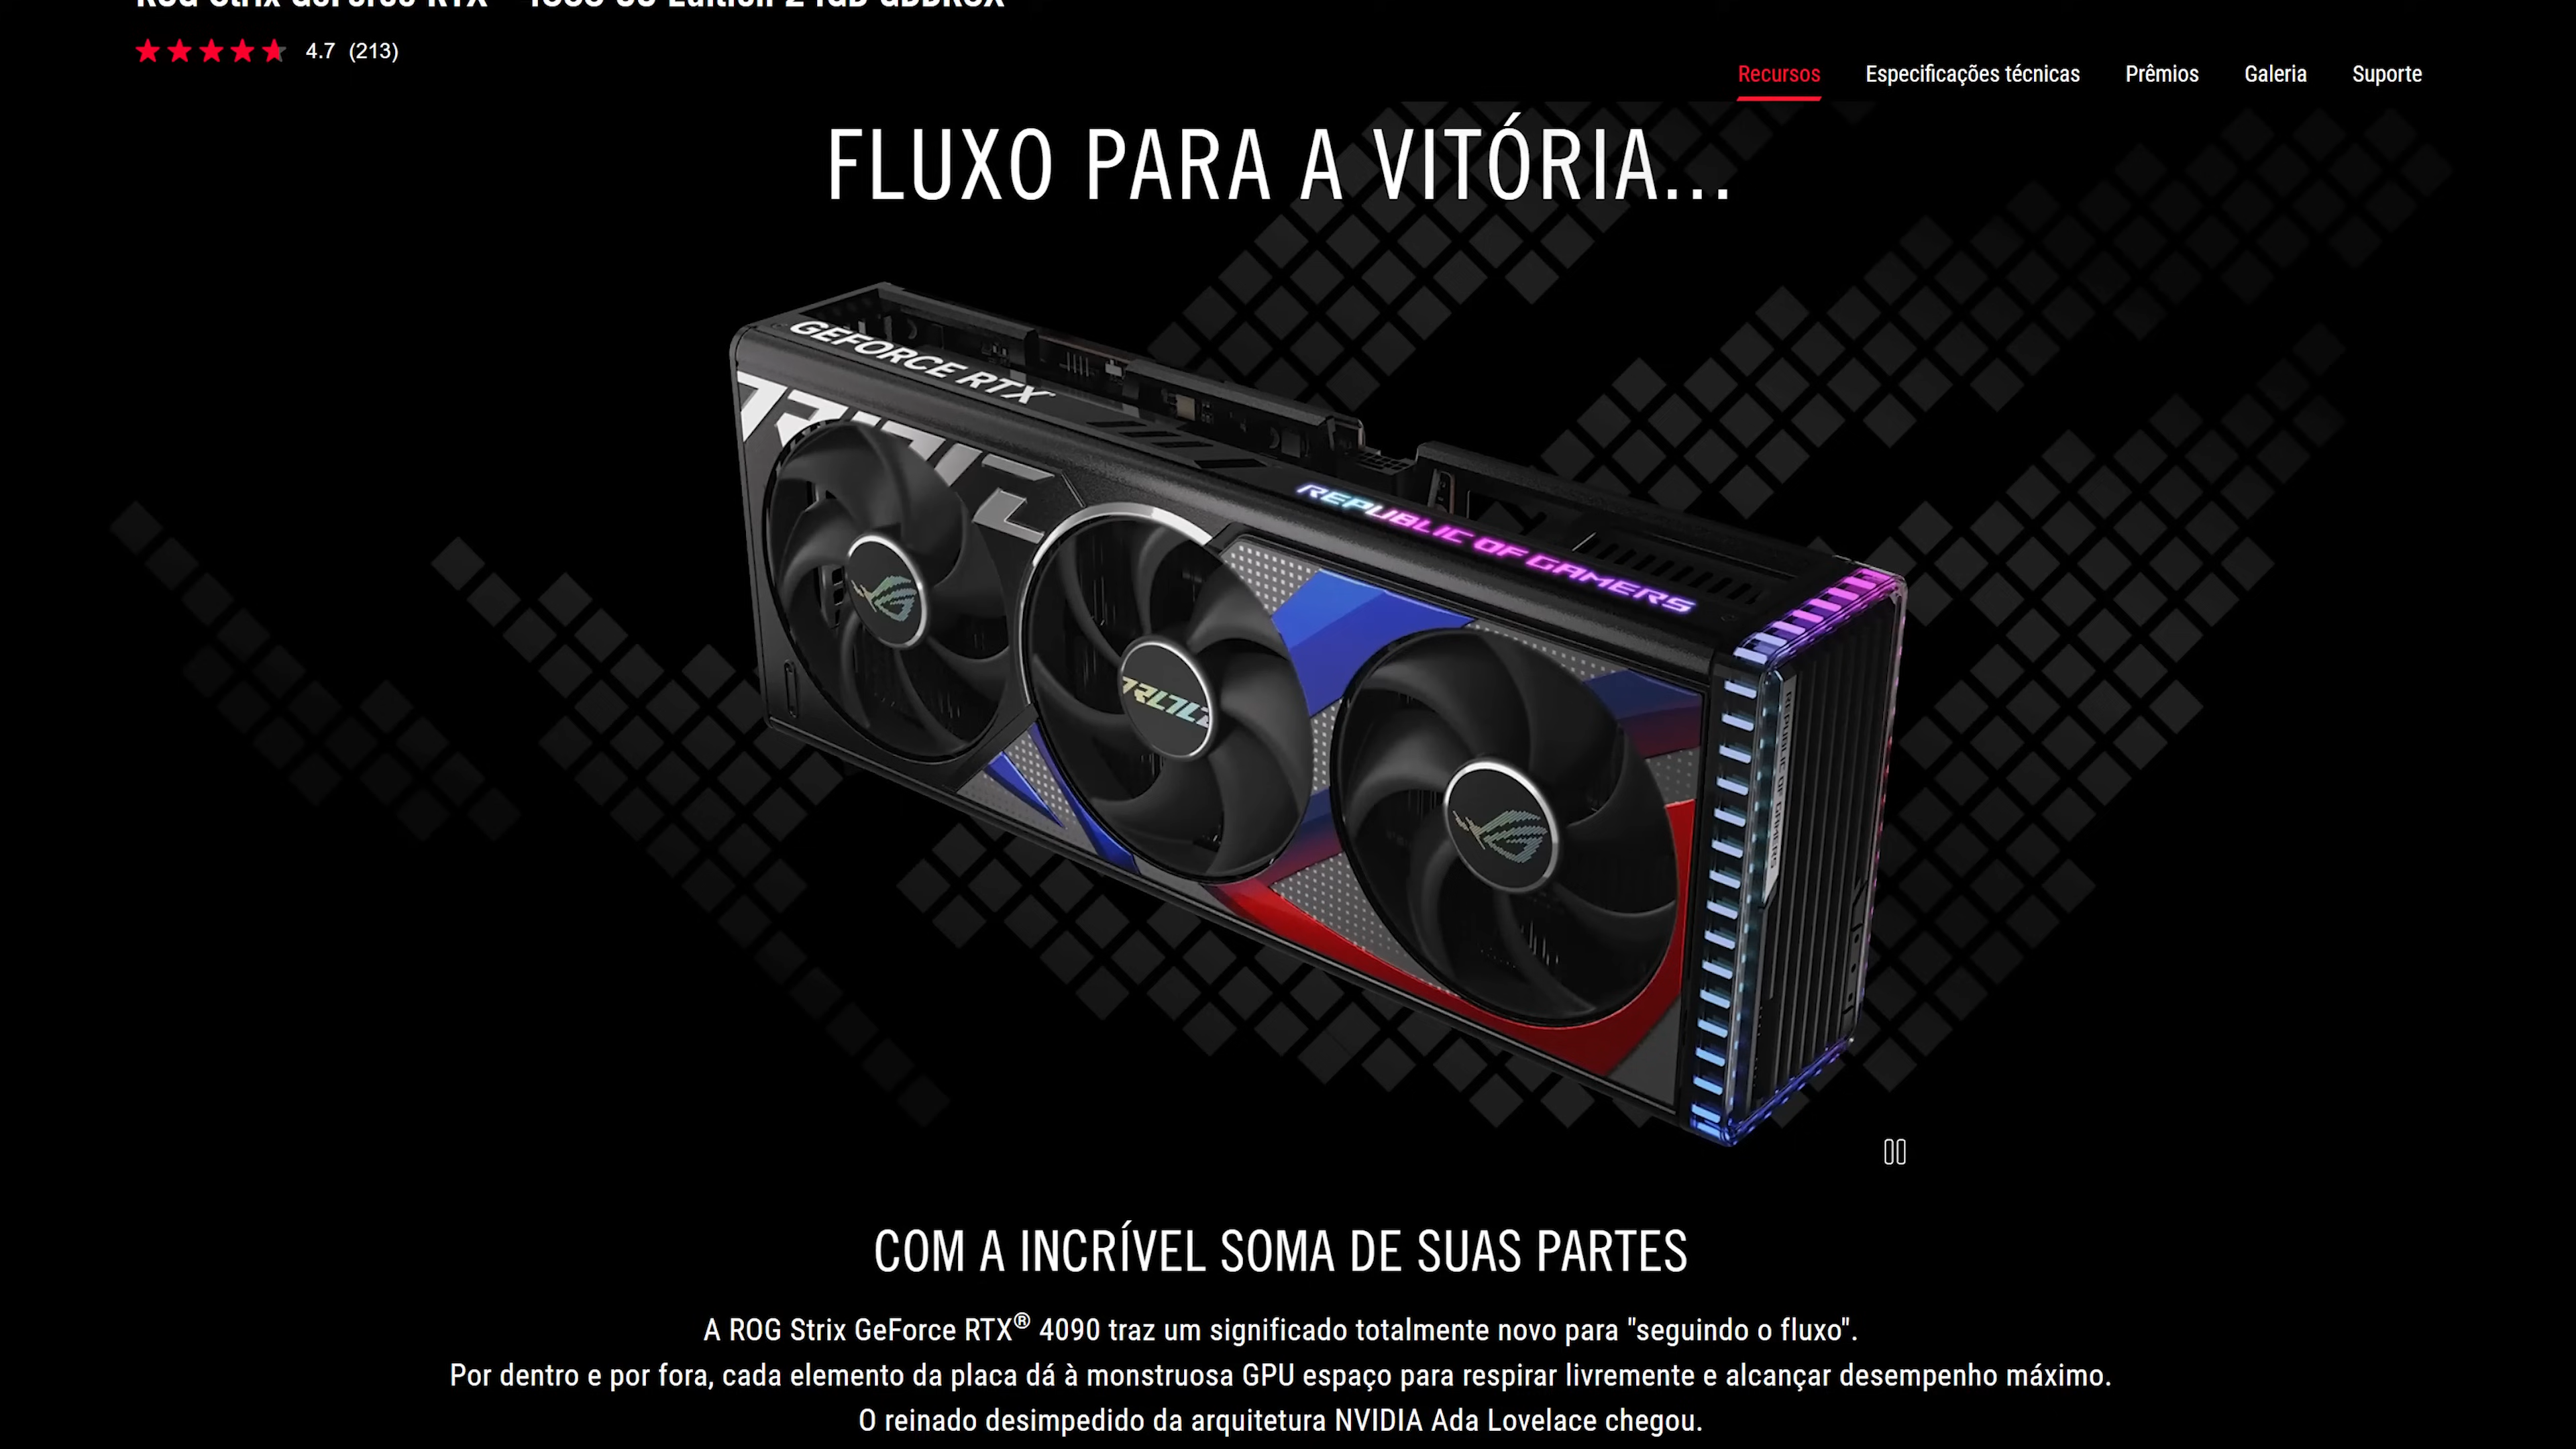 4.7 (213)
Recursos Especificações técnicas Prêmios Galeria Suporte
FLUXO PARA A VITÓRIA...
GEFORCE RTX
REPUBLIC OF GAMERS
REPUBLIC OF GAMERS
COM A INCRÍVEL SOMA DE SUAS PARTES
A ROG Strix GeForce RTX® 4090 traz um significado totalmente novo para "seguindo o fluxo".
Por dentro e por fora, cada elemento da placa dá à monstruosa GPU espaço para respirar livremente e alcançar desempenho máximo.
O reinado desimpedido da arquitetura NVIDIA Ada Lovelace chegou.